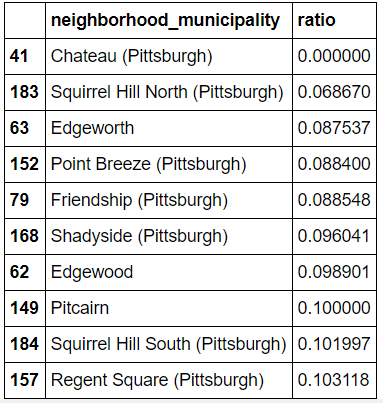 neighborhood_municipality ratio
41 Chateau (Pittsburgh) 0.000000
183 Squirrel Hill North (Pittsburgh) 0.068670
63 Edgeworth 0.087537
152 Point Breeze (Pittsburgh) 0.088400
79 Friendship (Pittsburgh) 0.088548
168 Shadyside (Pittsburgh) 0.096041
62 Edgewood 0.098901
149 Pitcairn 0.100000
184 Squirrel Hill South (Pittsburgh) 0.101997
157 Regent Square (Pittsburgh) 0.103118